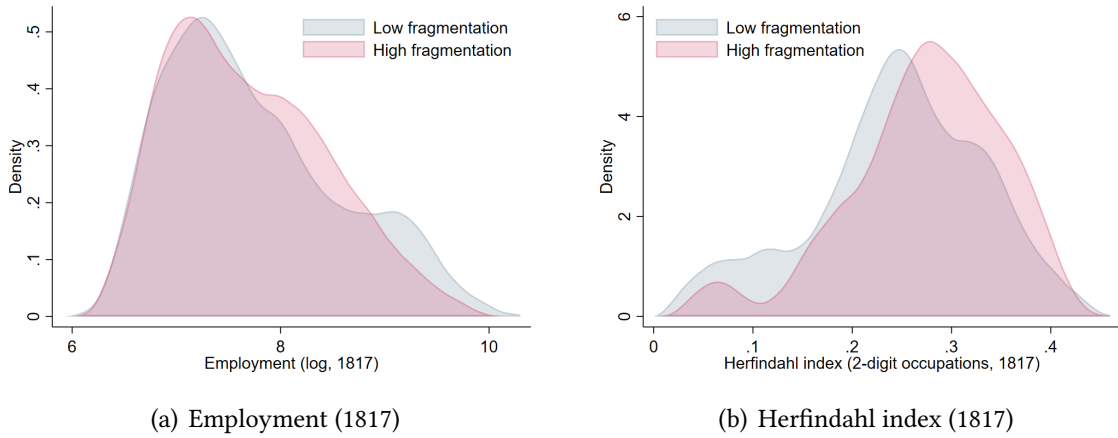 Low fragmentation
High fragmentation
Density
.5
.4
.3
.2
.1
0
6
8
10
Employment (log, 1817)
(a) Employment (1817)
Low fragmentation
High fragmentation
Density
6
4
2
0
0
.1
.2
.3
.4
Herfindahl index (2-digit occupations, 1817)
(b) Herfindahl index (1817)